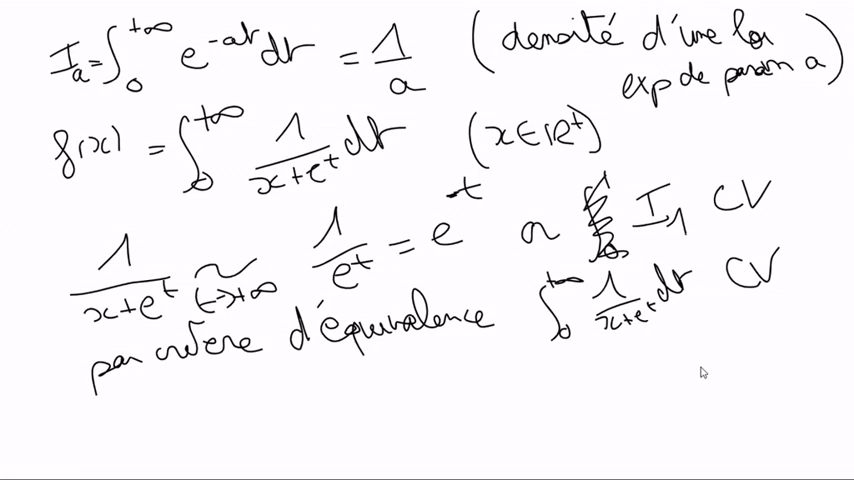 I_a = ∫_0^{+∞} e^{-at} dt = 1/a (densité d'une loi exp de param a)
f(x) = ∫_0^{+∞} 1/(x+e^t) dt (x ∈ ℝ^+)
1/(x+e^t) ~_{t→+∞} 1/e^t = e^{-t} or I_1 CV
par critère d'équivalence ∫_0^{+∞} 1/(x+e^t) dt CV